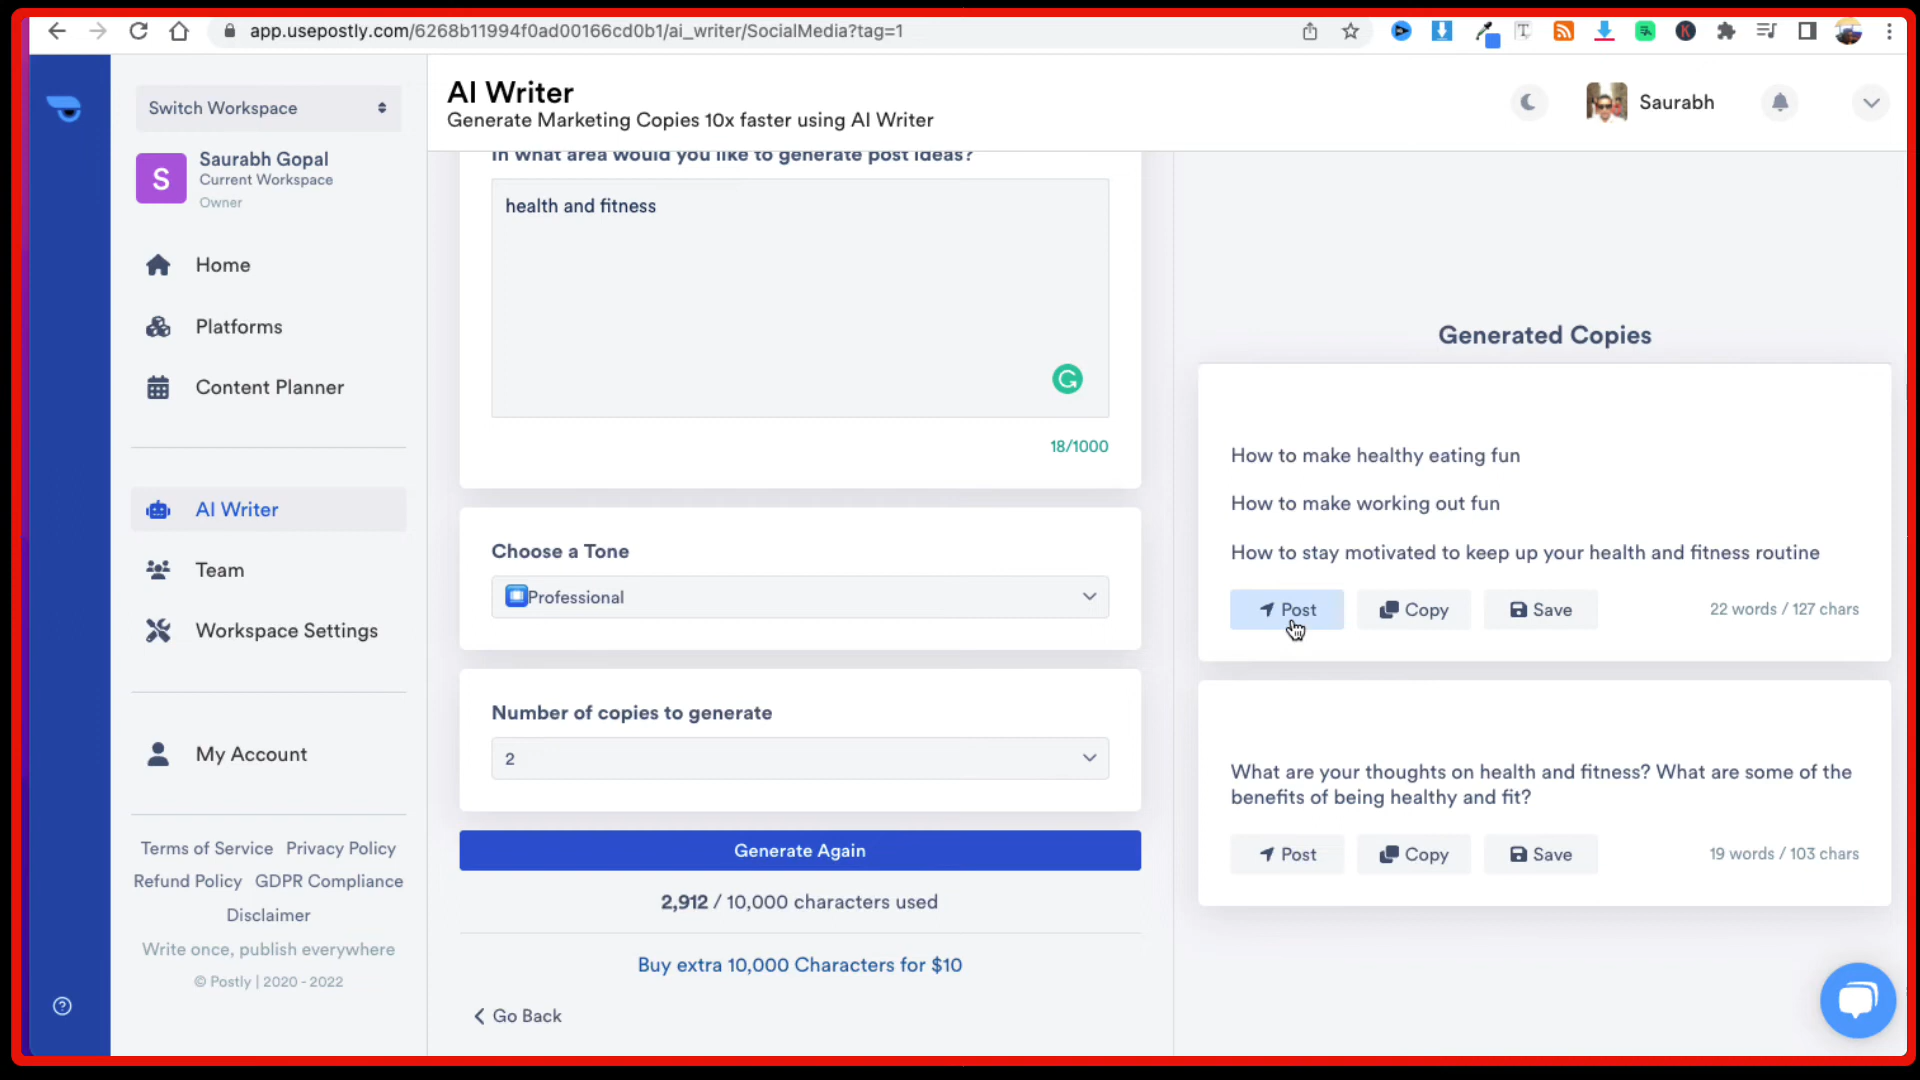 app.usepostly.com/6268b11994f0ad00166cd0b1/ai_writer/SocialMedia?tag=1
Switch Workspace
S
Saurabh Gopal
Current Workspace
Owner
Home
Platforms
Content Planner
AI Writer
Team
Workspace Settings
My Account
Terms of Service Privacy Policy
Refund Policy GDPR Compliance
Disclaimer
Write once, publish everywhere
© Postly | 2020 - 2022
AI Writer
Generate Marketing Copies 10x faster using AI Writer
Saurabh
In what area would you like to generate post ideas?
health and fitness
18/1000
Choose a Tone
Professional
Number of copies to generate
2
Generate Again
2,912 / 10,000 characters used
Buy extra 10,000 Characters for $10
Go Back
Generated Copies
How to make healthy eating fun
How to make working out fun
How to stay motivated to keep up your health and fitness routine
Post Copy Save 22 words / 127 chars
What are your thoughts on health and fitness? What are some of the
benefits of being healthy and fit?
Post Copy Save 19 words / 103 chars